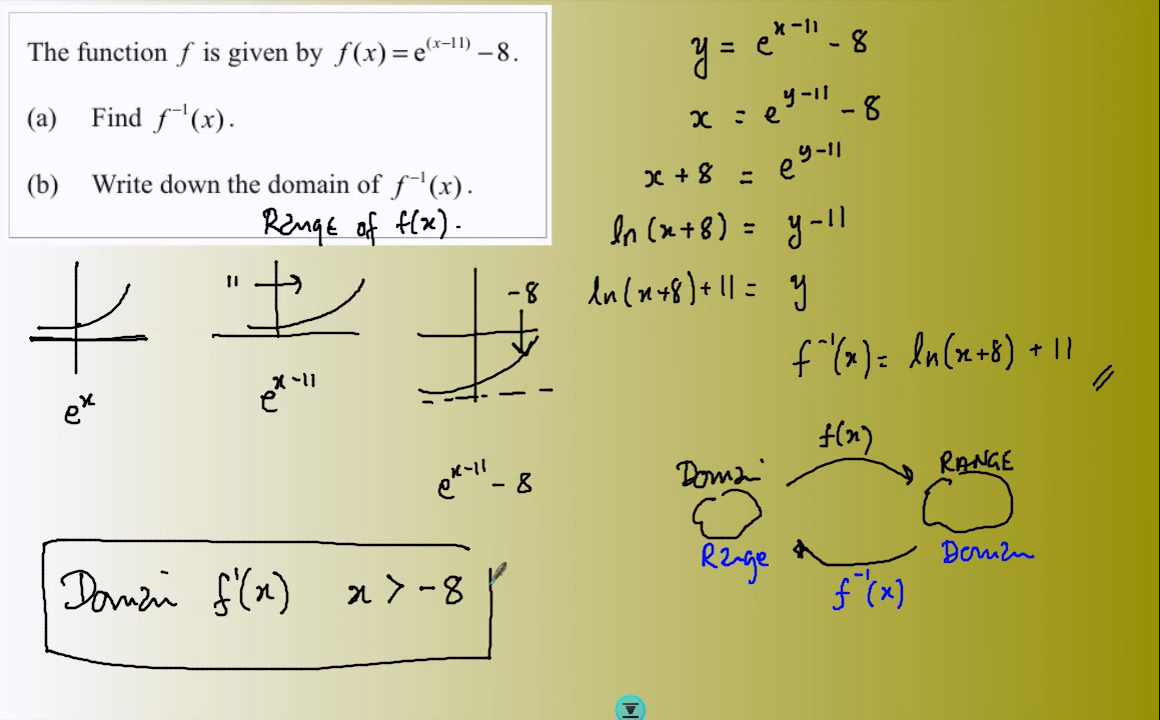 The function f is given by f(x) = e^(x–11) – 8.
(a) Find f⁻¹(x).
(b) Write down the domain of f⁻¹(x).
Range of f(x).
11
-8
e^x
e^x-11
e^x-11 - 8
Domain f⁻¹(x) x > -8
y = e^x-11 - 8
x = e^y-11 - 8
x + 8 = e^y-11
ln(x+8) = y-11
ln(x+8)+11 = y
f⁻¹(x) = ln(x+8) + 11
f(x)
Domain RANGE
Range Domain
f⁻¹(x)